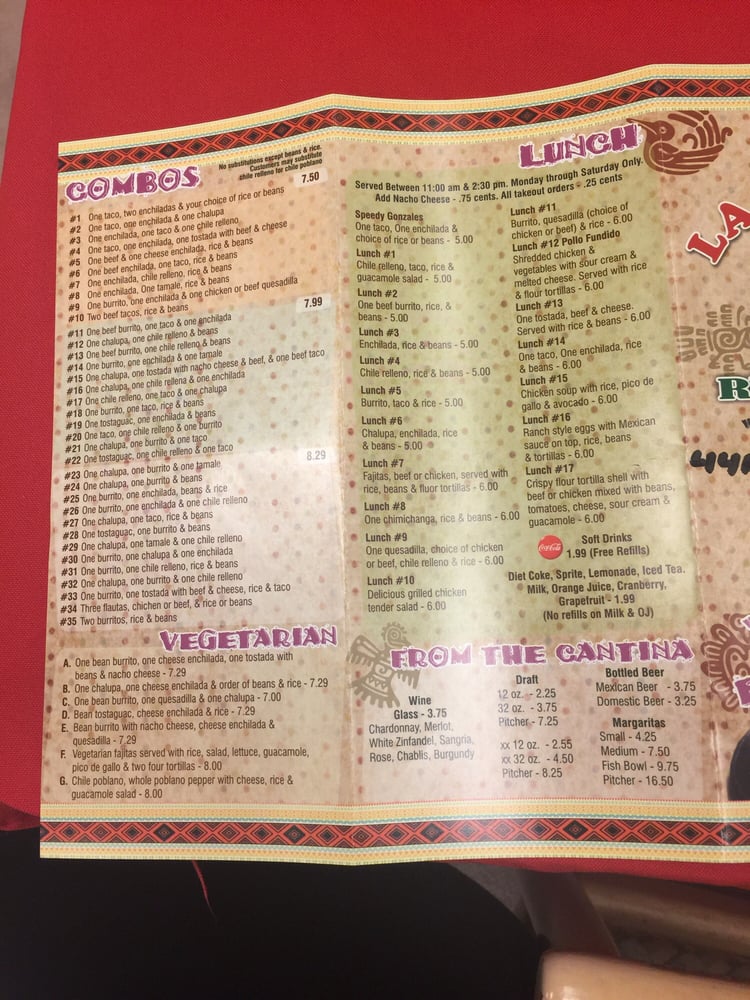 COMBOS
No substitutions except beans & rice.
Customers may substitute
chile relleno for chile poblano
7.50
#1 One taco, two enchiladas & your choice of rice or beans
#2 One taco, one enchilada & one chalupa
#3 One enchilada, one taco & one chile relleno
#4 One taco, one enchilada, one tostada with beef & cheese
#5 One beef & one cheese enchilada, rice & beans
#6 One beef enchilada, one taco, rice & beans
#7 One enchilada, chile relleno, rice & beans
#8 One enchilada, One tamale, rice & beans
#9 One burrito, one enchilada & one chicken or beef quesadilla
#10 Two beef tacos, rice & beans
7.99
#11 One beef burrito, one taco & one enchilada
#12 One chalupa, one chile relleno & beans
#13 One beef burrito, one chile relleno & beans
#14 One burrito, one enchilada & one tamale
#15 One chalupa, one tostada with nacho cheese & beef, & one beef taco
#16 One chalupa, one chile rellena & one enchilada
#17 One chile relleno, one taco & one chalupa
#18 One burrito, one taco, rice & beans
#19 One tostaguac, one enchilada & beans
#20 One taco, one chile relleno & one burrito
#21 One chalupa, one burrito & one taco
#22 One tostaguac, one chile relleno & one taco
8.29
#23 One chalupa, one burrito & one tamale
#24 One chalupa, one burrito & beans
#25 One burrito, one enchilada, beans & rice
#26 One burrito, one enchilada & one chile relleno
#27 One chalupa, one taco, rice & beans
#28 One tostaguac, one burrito & beans
#29 One chalupa, one tamale & one chile relleno
#30 One burrito, one chalupa & one enchilada
#31 One burrito, one chile relleno, rice & beans
#32 One chalupa, one burrito & one chile relleno
#33 One burrito, one tostada with beef & cheese, rice & taco
#34 Three flautas, chichen or beef, & rice or beans
#35 Two burritos, rice & beans
VEGETARIAN
A. One bean burrito, one cheese enchilada, one tostada with
beans & nacho cheese - 7.29
B. One chalupa, one cheese enchilada & order of beans & rice - 7.29
C. One bean burrito, one quesadilla & one chalupa - 7.00
D. Bean tostaguac, cheese enchilada & rice - 7.29
E. Bean burrito with nacho cheese, cheese enchilada &
quesadilla - 7.29
F. Vegetarian fajitas served with rice, salad, lettuce, guacamole,
pico de gallo & two four tortillas - 8.00
G. Chile poblano, whole poblano pepper with cheese, rice &
guacamole salad - 8.00
LUNCH
Served Between 11:00 am & 2:30 pm. Monday through Saturday Only.
Add Nacho Cheese - .75 cents. All takeout orders - .25 cents
Speedy Gonzales
One taco, One enchilada &
choice of rice or beans - 5.00
Lunch #1
Chile relleno, taco, rice &
guacamole salad - 5.00
Lunch #2
One beef burrito, rice, &
beans - 5.00
Lunch #3
Enchilada, rice & beans - 5.00
Lunch #4
Chile relleno, rice & beans - 5.00
Lunch #5
Burrito, taco & rice - 5.00
Lunch #6
Chalupa, enchilada, rice
& beans - 5.00
Lunch #7
Fajitas, beef or chicken, served with
rice, beans & fluor tortillas - 6.00
Lunch #8
One chimichanga, rice & beans - 6.00
Lunch #9
One quesadilla, choice of chicken
or beef, chile relleno & rice - 6.00
Lunch #10
Delicious grilled chicken
tender salad - 6.00
Lunch #11
Burrito, quesadilla (choice of
chicken or beef) & rice - 6.00
Lunch #12 Pollo Fundido
Shredded chicken &
vegetables with sour cream &
melted cheese. Served with rice
& flour tortillas - 6.00
Lunch #13
One tostada, beef & cheese.
Served with rice & beans - 6.00
Lunch #14
One taco, One enchilada, rice
& beans - 6.00
Lunch #15
Chicken soup with rice, pico de
gallo & avocado - 6.00
Lunch #16
Ranch style eggs with Mexican
sauce on top, rice, beans
& tortillas - 6.00
Lunch #17
Crispy flour tortilla shell with
beef or chicken mixed with beans,
tomatoes, cheese, sour cream &
guacamole - 6.00
Coca-Cola
Soft Drinks
1.99 (Free Refills)
Diet Coke, Sprite, Lemonade, Iced Tea.
Milk, Orange Juice, Cranberry,
Grapefruit - 1.99
(No refills on Milk & OJ)
FROM THE CANTINA
Wine
Glass - 3.75
Chardonnay, Merlot,
White Zinfandel, Sangria,
Rose, Chablis, Burgundy
Draft
12 oz. - 2.25
32 oz. - 3.75
Pitcher - 7.25
xx 12 oz. - 2.55
xx 32 oz. - 4.50
Pitcher - 8.25
Bottled Beer
Mexican Beer - 3.75
Domestic Beer - 3.25
Margaritas
Small - 4.25
Medium - 7.50
Fish Bowl - 9.75
Pitcher - 16.50
LA
R